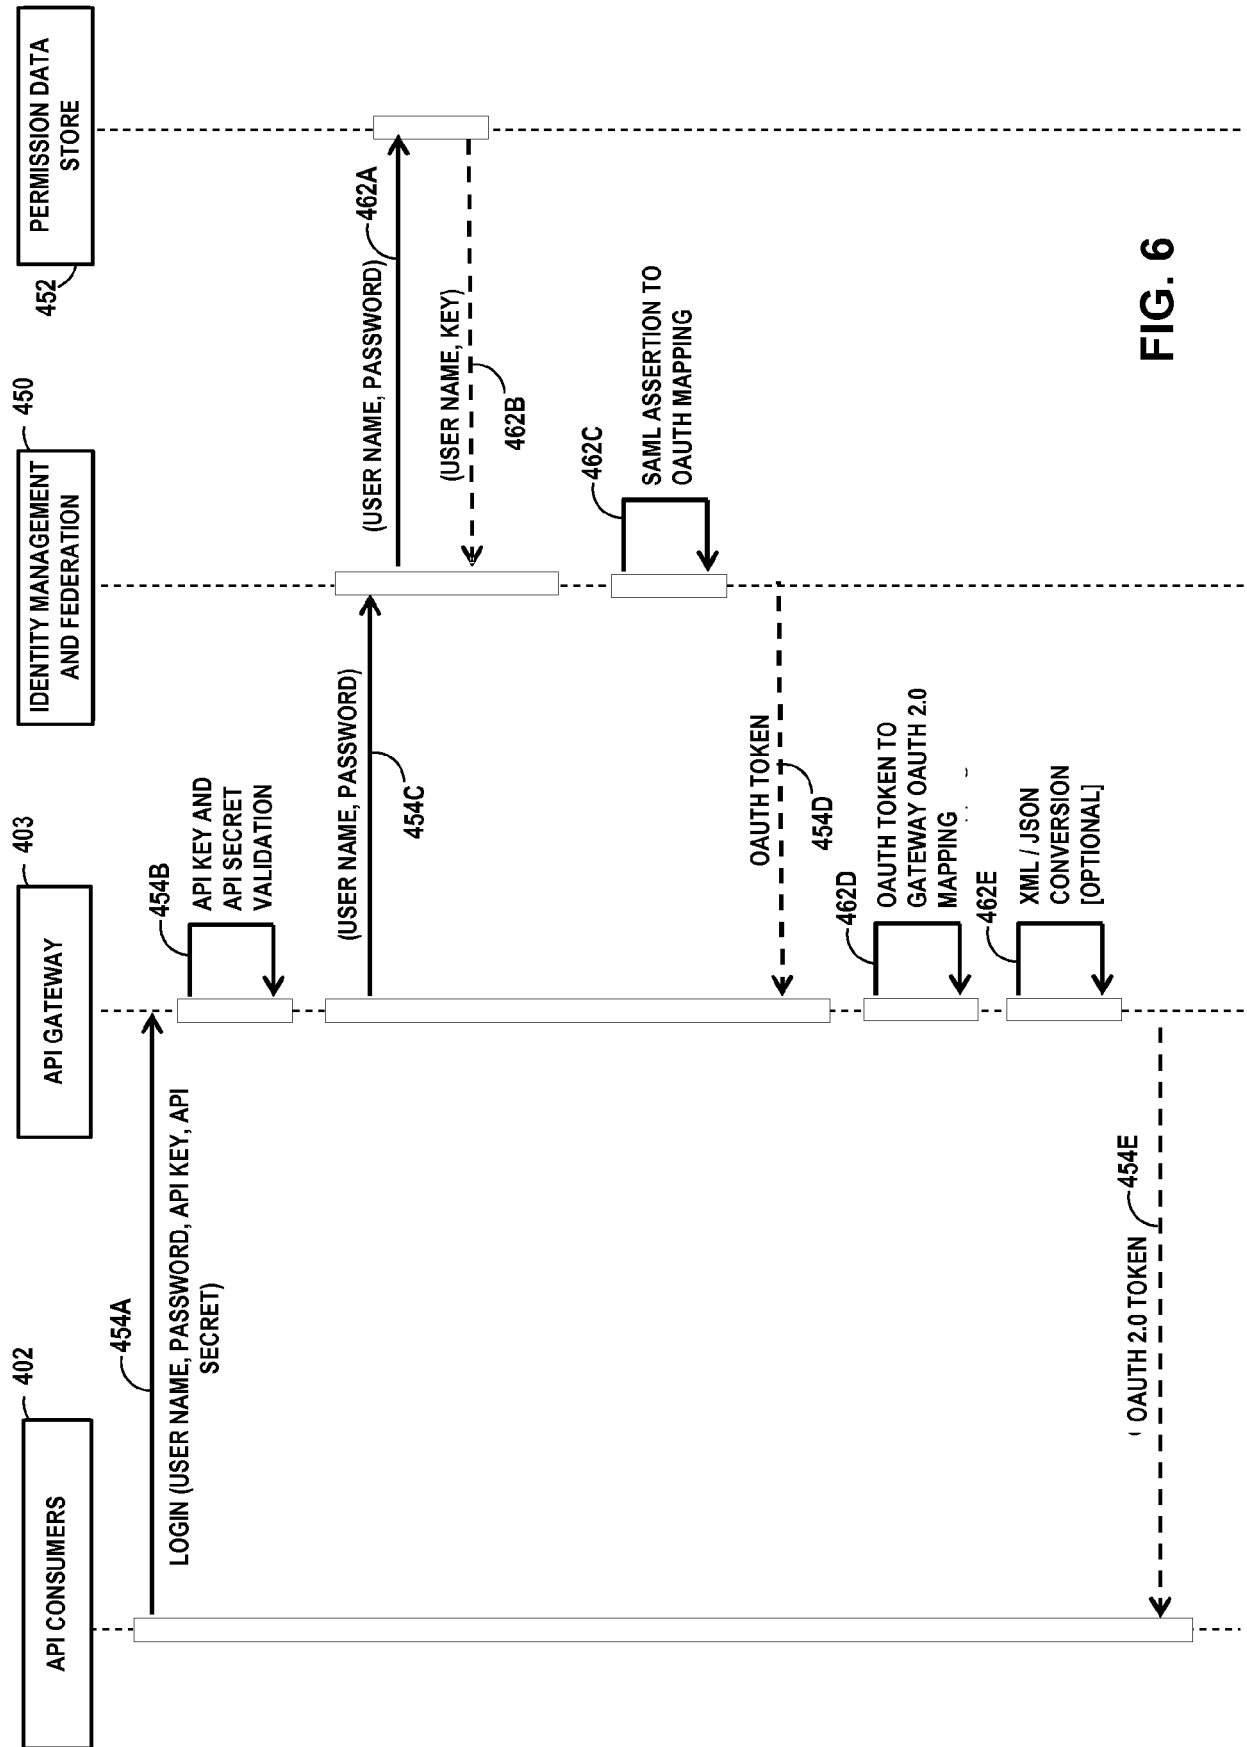 API CONSUMERS
402
API GATEWAY
403
IDENTITY MANAGEMENT
AND FEDERATION
450
PERMISSION DATA
STORE
452
454A
LOGIN (USER NAME, PASSWORD, API KEY, API
SECRET)
454B
API KEY AND
API SECRET
VALIDATION
(USER NAME, PASSWORD)
454C
(USER NAME, PASSWORD)
462A
(USER NAME, KEY)
462B
462C
SAML ASSERTION TO
OAUTH MAPPING
OAUTH TOKEN
454D
462D
OAUTH TOKEN TO
GATEWAY OAUTH 2.0
MAPPING
462E
XML / JSON
CONVERSION
[OPTIONAL]
( OAUTH 2.0 TOKEN
454E
FIG. 6